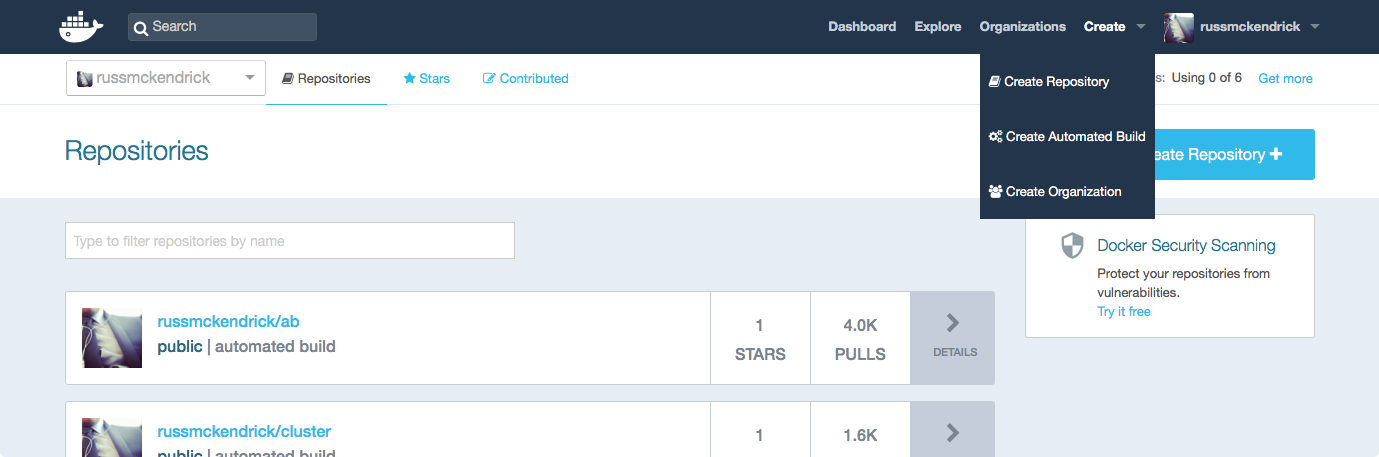 Search
Dashboard Explore Organizations Create russmckendrick
russmckendrick Repositories Stars Contributed
s: Using 0 of 6 Get more
Create Repository
Create Automated Build
Create Organization
Repositories
eate Repository
Type to filter repositories by name
Docker Security Scanning
Protect your repositories from
vulnerabilities.
Try it free
russmckendrick/ab
public | automated build
1
STARS
4.0K
PULLS
DETAILS
russmckendrick/cluster
public | automated build
1
1.6K